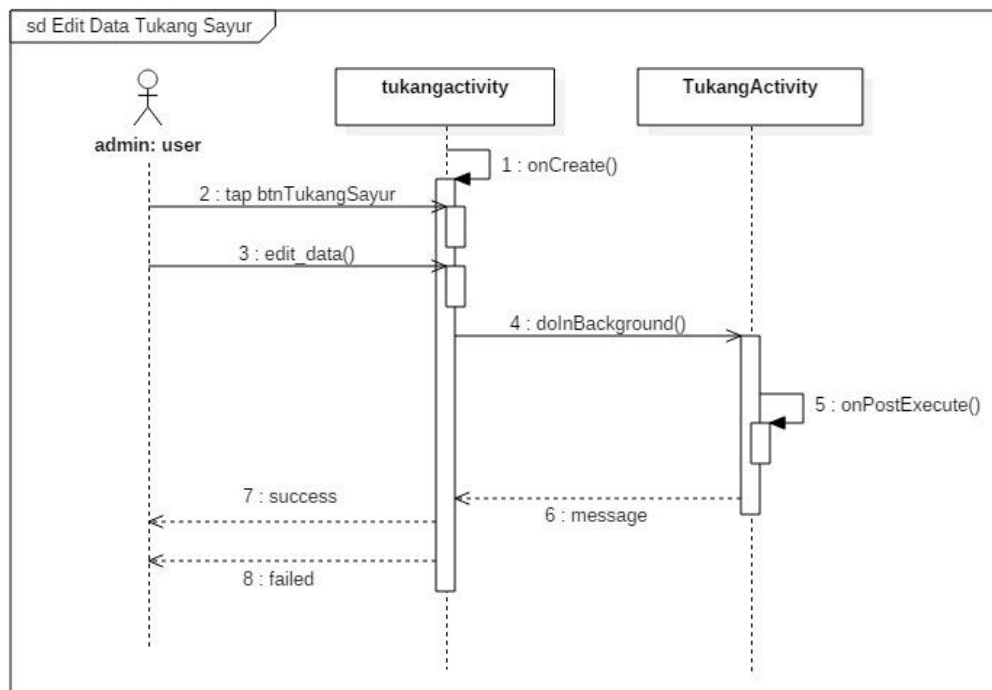 sd Edit Data Tukang Sayur
admin: user
tukangactivity
TukangActivity
1 : onCreate()
2 : tap btnTukangSayur
3 : edit_data()
4 : doInBackground()
5 : onPostExecute()
6 : message
7 : success
8 : failed